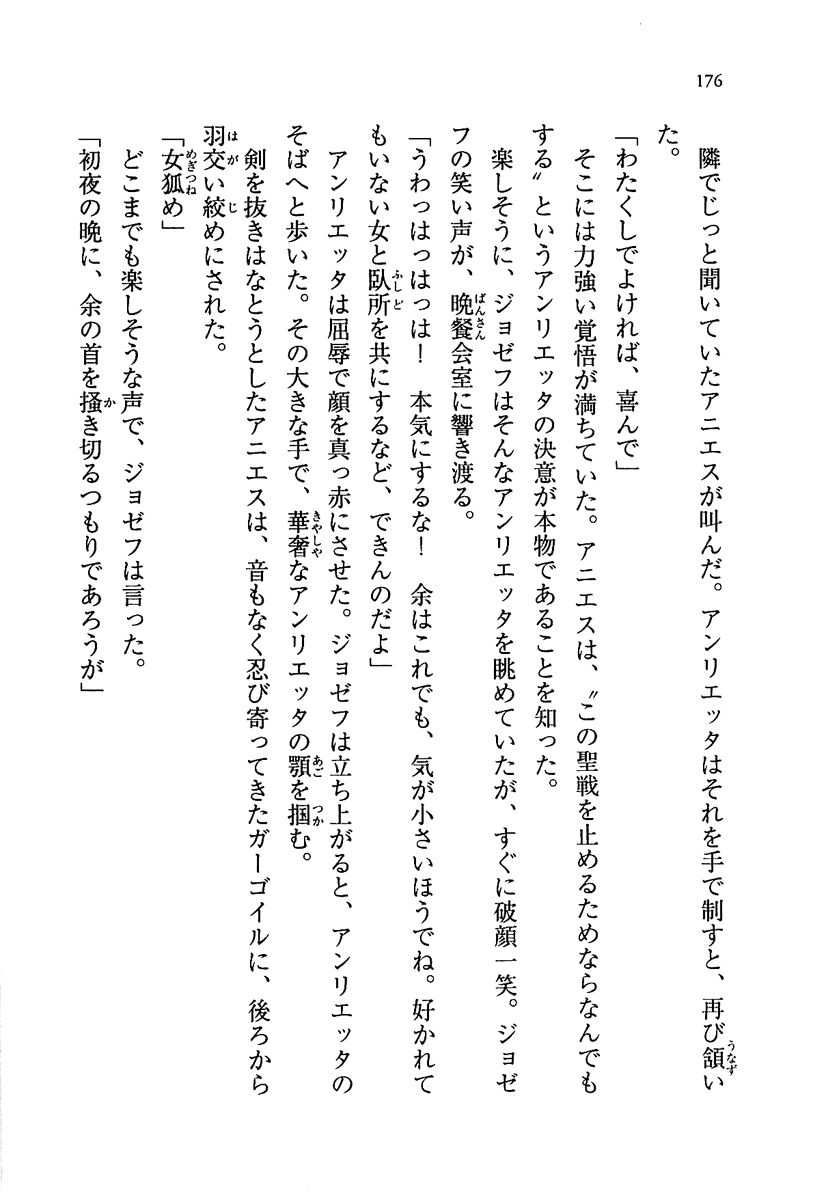 176
隣でじっと聞いていたアニエスが叫んだ。アンリエッタはそれを手で制すと、再び頷い
た。
「わたくしでよければ、喜んで」
そこには力強い覚悟が満ちていた。アニエスは、〝この聖戦を止めるためならなんでも
する〟というアンリエッタの決意が本物であることを知った。
楽しそうに、ジョゼフはそんなアンリエッタを眺めていたが、すぐに破顔一笑。ジョゼ
フの笑い声が、晩餐会室に響き渡る。
「うわっはっはっは!　本気にするな!　余はこれでも、気が小さいほうでね。好かれて
もいない女と臥所を共にするなど、できんのだよ」
アンリエッタは屈辱で顔を真っ赤にさせた。ジョゼフは立ち上がると、アンリエッタの
そばへと歩いた。その大きな手で、華奢なアンリエッタの顎を掴む。
剣を抜きはなとうとしたアニエスは、音もなく忍び寄ってきたガーゴイルに、後ろから
羽交い絞めにされた。
「女狐め」
どこまでも楽しそうな声で、ジョゼフは言った。
「初夜の晩に、余の首を掻き切るつもりであろうが」